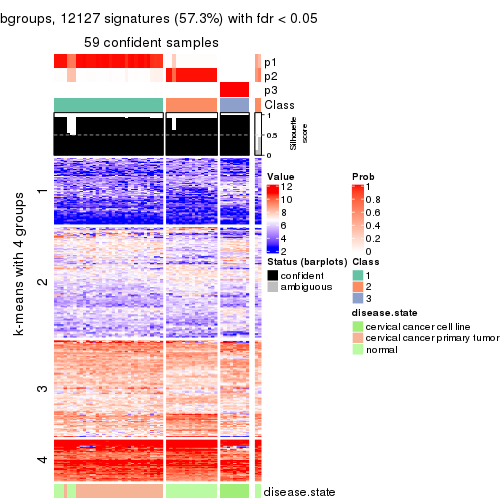 bgroups, 12127 signatures (57.3%) with fdr < 0.05
59 confident samples
p1
p2
p3
Class
1
0.5
0
Silhouette
score
k-means with 4 groups
1
2
3
4
Value
12
10
8
6
4
2
Prob
1
0.8
0.6
0.4
0.2
0
Status (barplots)
confident
ambiguous
Class
1
2
3
disease.state
cervical cancer cell line
cervical cancer primary tumor
normal
disease.state